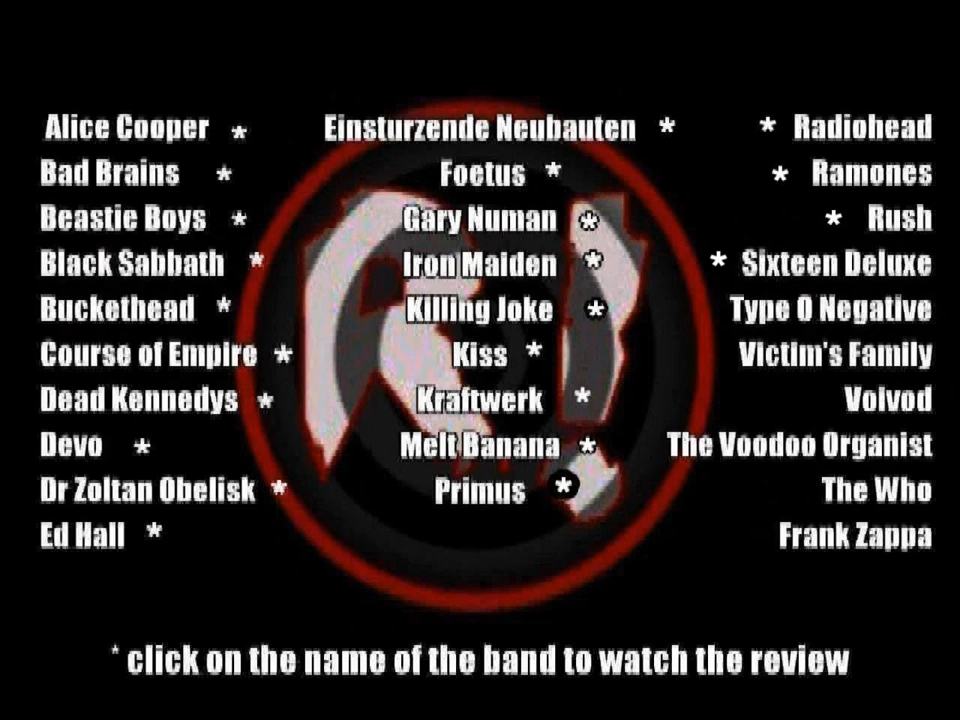 Alice Cooper *
Bad Brains *
Beastie Boys *
Black Sabbath *
Buckethead *
Course of Empire *
Dead Kennedys *
Devo *
Dr Zoltan Obelisk *
Ed Hall *
Einsturzende Neubauten *
Foetus *
Gary Numan *
Iron Maiden *
Killing Joke *
Kiss *
Kraftwerk *
Melt Banana *
Primus *
* Radiohead
* Ramones
* Rush
* Sixteen Deluxe
Type O Negative
Victim's Family
Voivod
The Voodoo Organist
The Who
Frank Zappa
R!
* click on the name of the band to watch the review